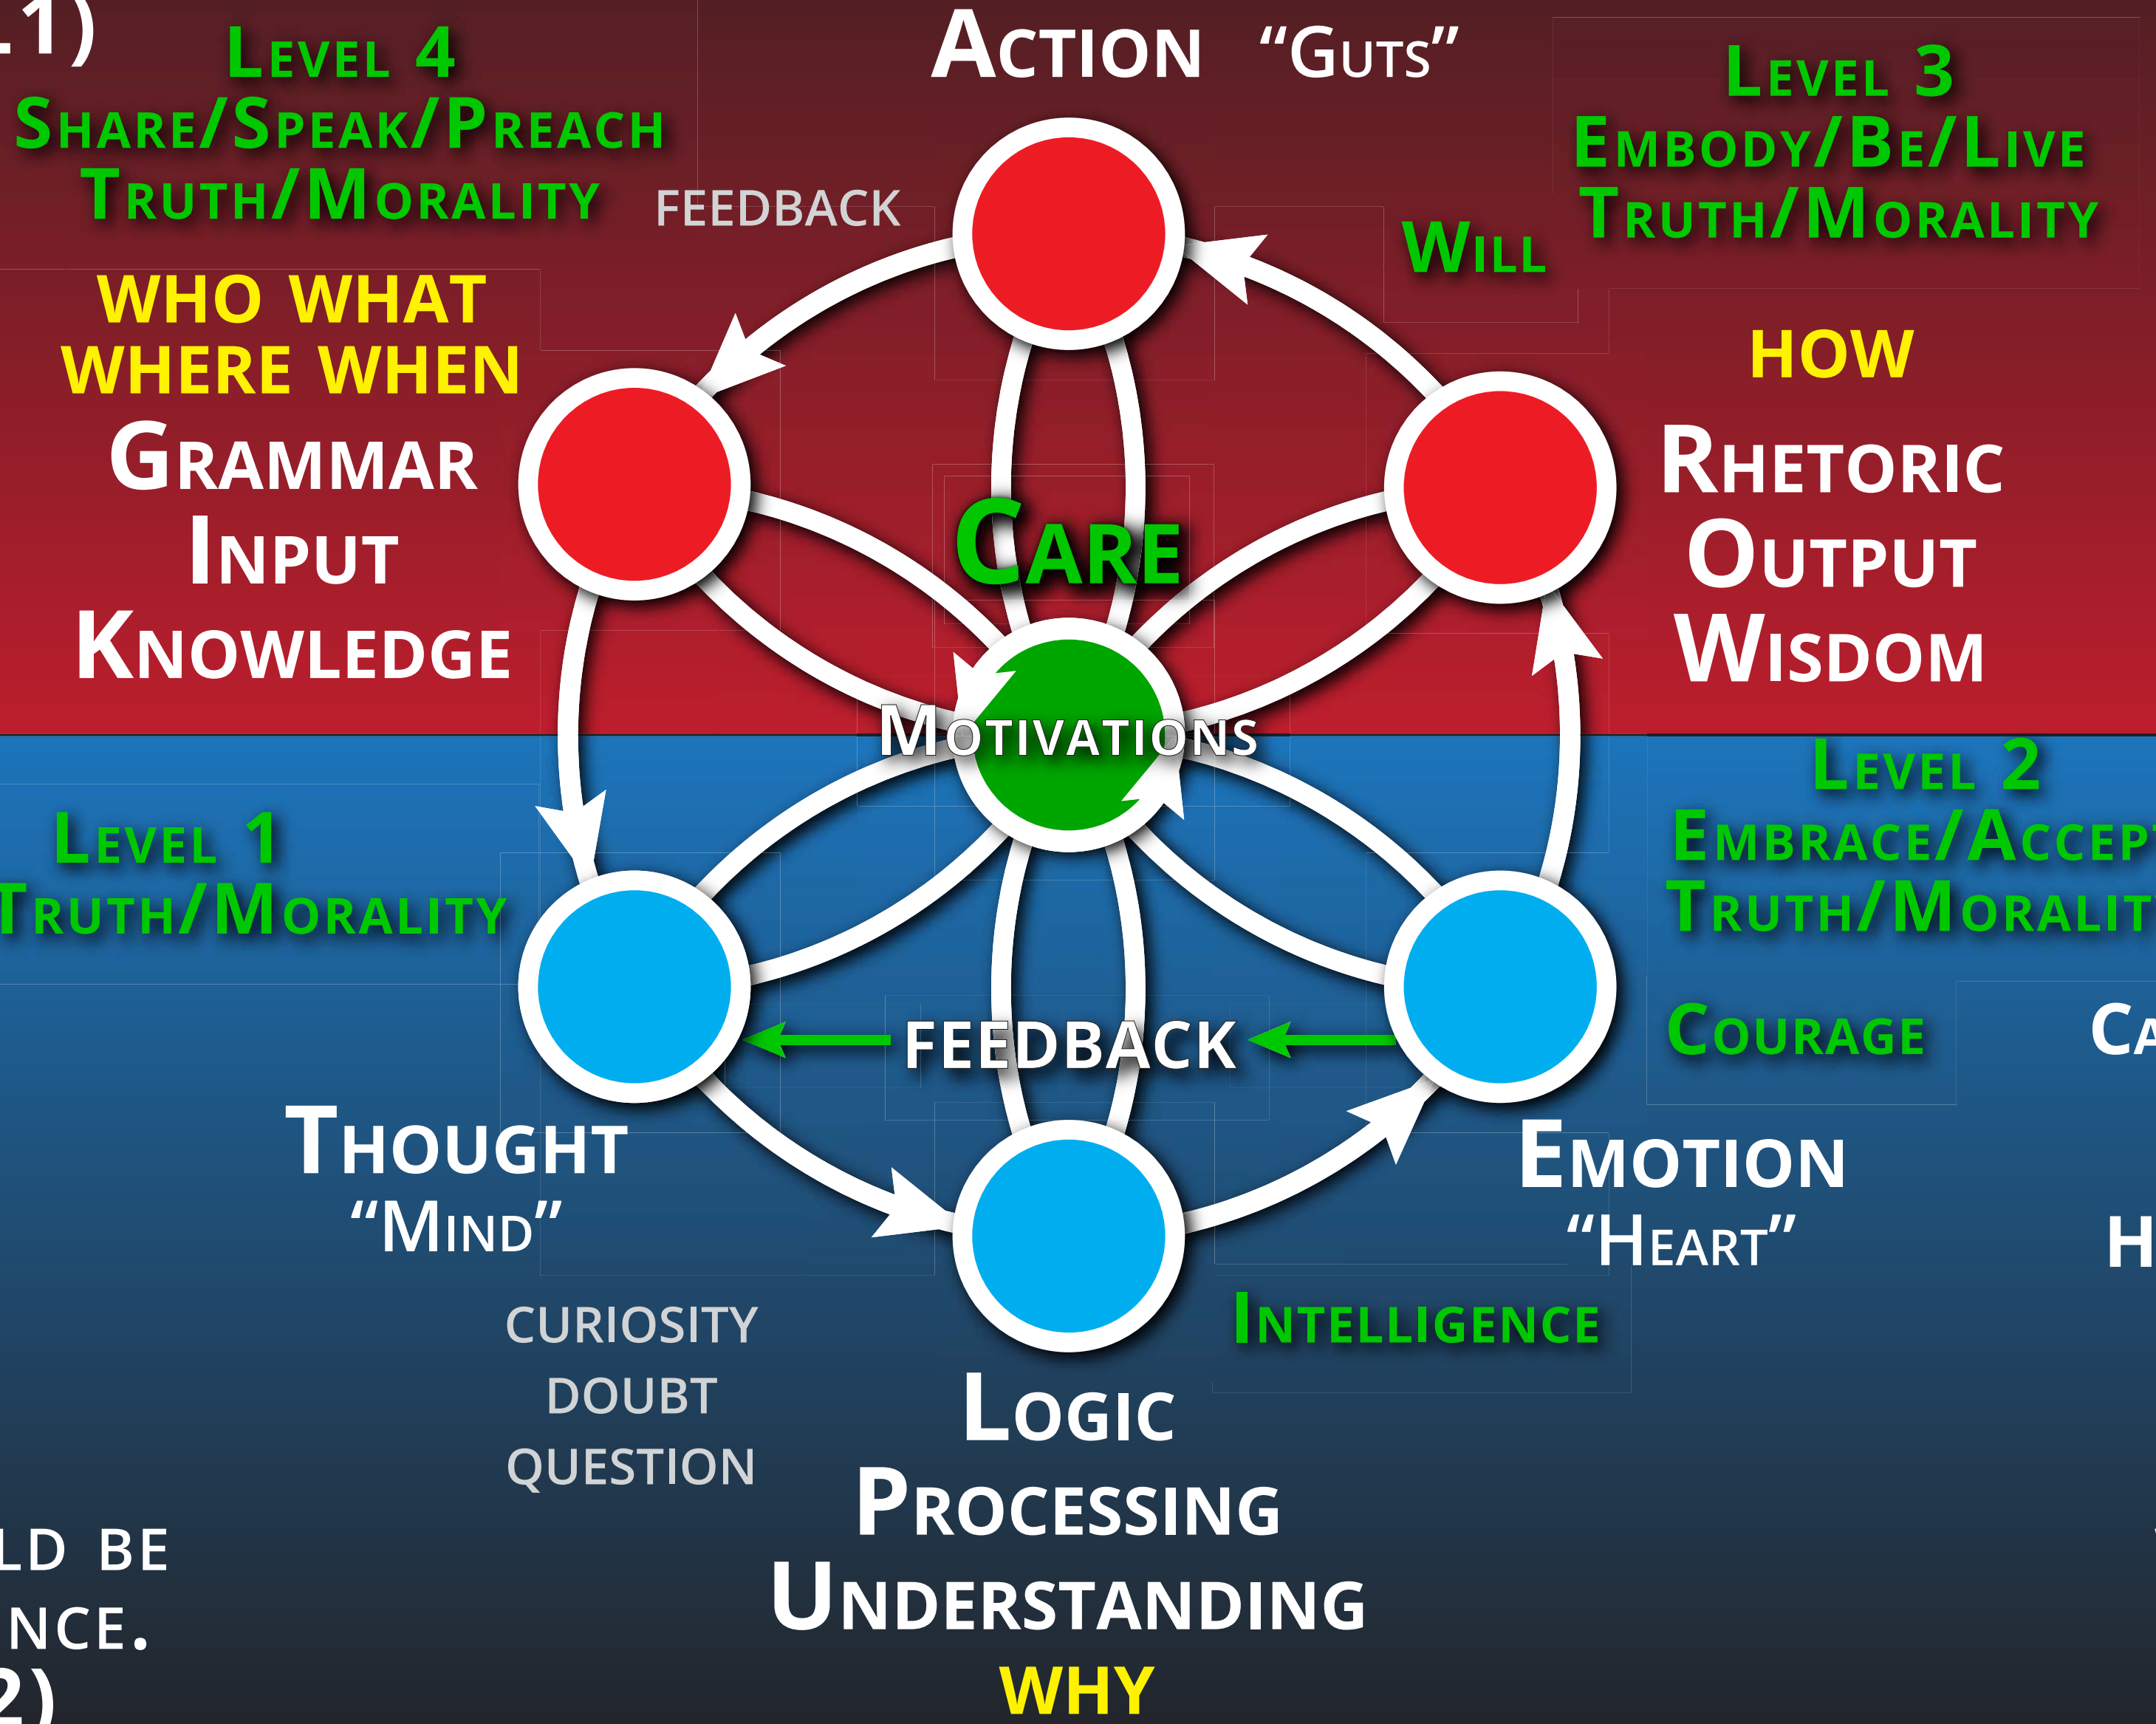 1)
Level 4
Share/Speak/Preach
Truth/Morality
Action “Guts”
Level 3
Embody/Be/Live
Truth/Morality
feedback
Will
WHO WHAT
WHERE WHEN
Grammar
Input
Knowledge
HOW
Rhetoric
Output
Wisdom
Care
Motivations
Level 1
Truth/Morality
Level 2
Embrace/Accep
Truth/Moralit
Courage
Ca
feedback
Thought
“Mind”
Emotion
“Heart”
H
curiosity
doubt
question
Intelligence
Logic
Processing
Understanding
WHY
ld be
nce.
2)